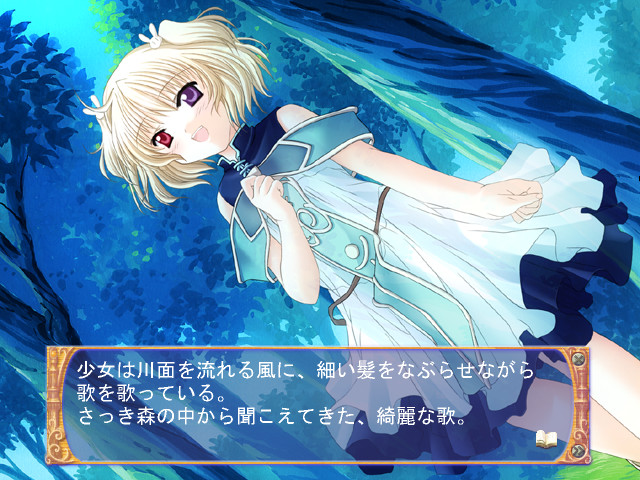 少女は川面を流れる風に、細い髪をなぶらせながら
歌を歌っている。
さっき森の中から聞こえてきた、綺麗な歌。